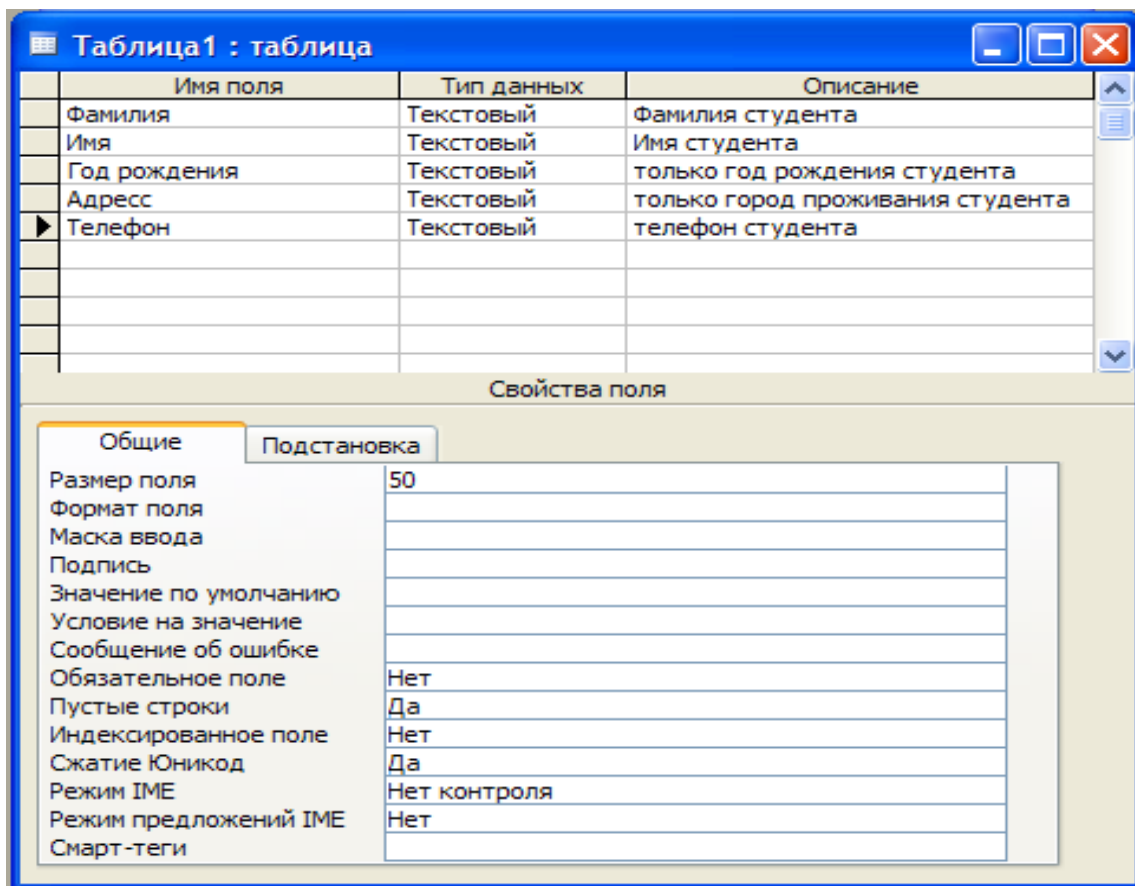 Таблица1 : таблица
Имя поля Тип данных Описание
Фамилия Текстовый Фамилия студента
Имя Текстовый Имя студента
Год рождения Текстовый только год рождения студента
Адресс Текстовый только город проживания студента
Телефон Текстовый телефон студента
Свойства поля
Общие Подстановка
Размер поля 50
Формат поля
Маска ввода
Подпись
Значение по умолчанию
Условие на значение
Сообщение об ошибке
Обязательное поле Нет
Пустые строки Да
Индексированное поле Нет
Сжатие Юникод Да
Режим IME Нет контроля
Режим предложений IME Нет
Смарт-теги